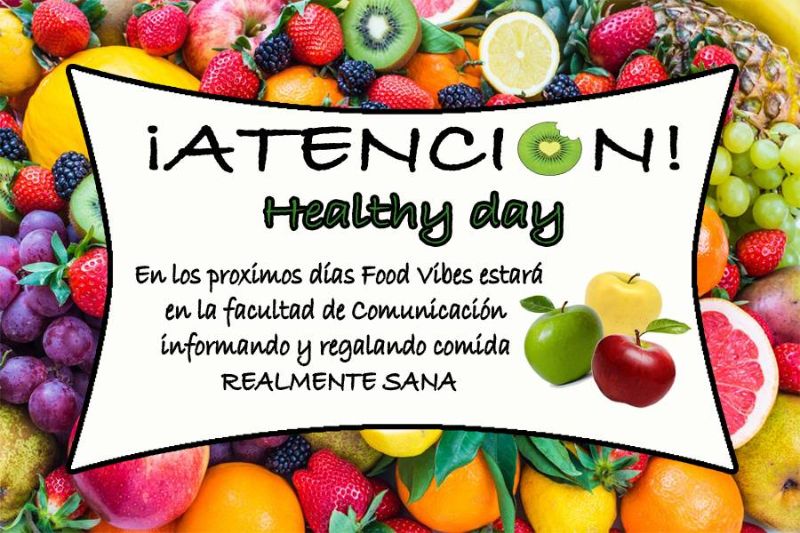 ¡ATENCIÓN!
Healthy day
En los proximos días Food Vibes estará
en la facultad de Comunicación
informando y regalando comida
REALMENTE SANA